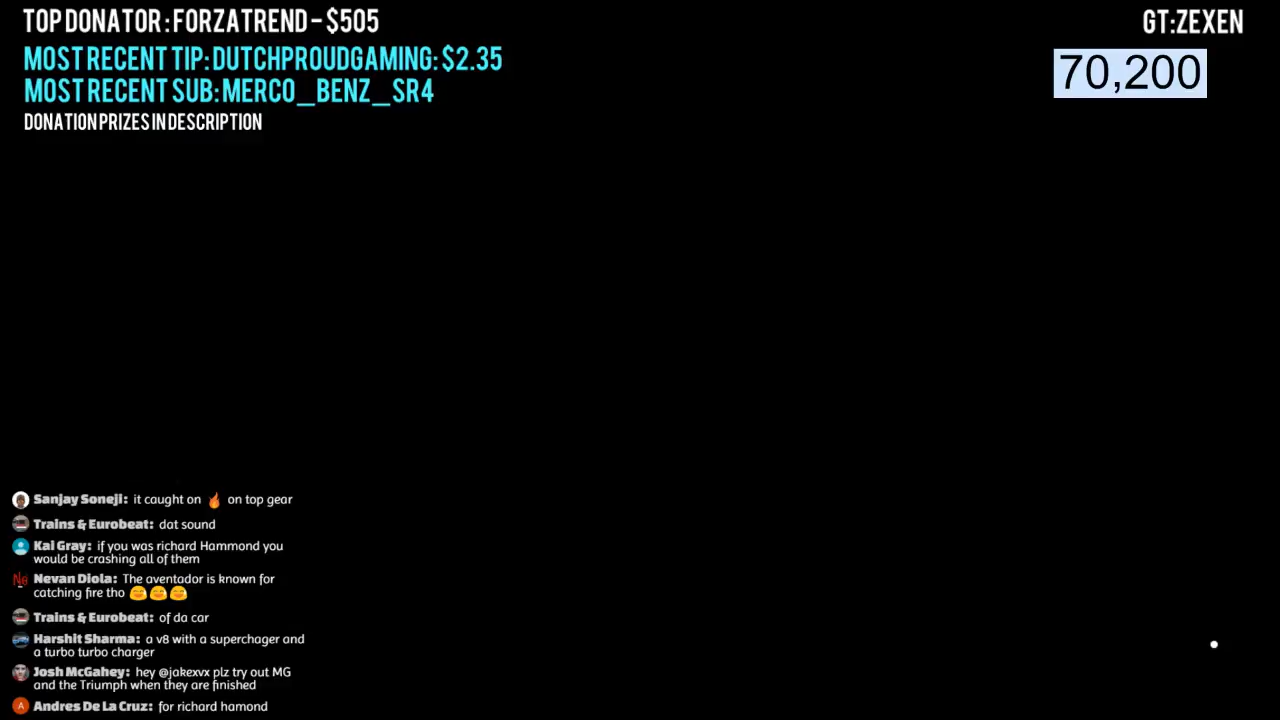 TOP DONATOR : FORZATREND - $505
GT:ZEXEN
MOST RECENT TIP: DUTCHPROUDGAMING: $2.35
70,200
MOST RECENT SUB: MERCO_BENZ_SR4
DONATION PRIZES IN DESCRIPTION
Sanjay Soneji: it caught on 🔥 on top gear
Trains & Eurobeat: dat sound
Kai Gray: if you was richard Hammond you
would be crashing all of them
Nevan Diola: The aventador is known for
catching fire tho 😅😅😅
Trains & Eurobeat: of da car
Harshit Sharma: a v8 with a superchager and
a turbo turbo charger
Josh McGahey: hey @jakexvx plz try out MG
and the Triumph when they are finished
A Andres De La Cruz: for richard hamond